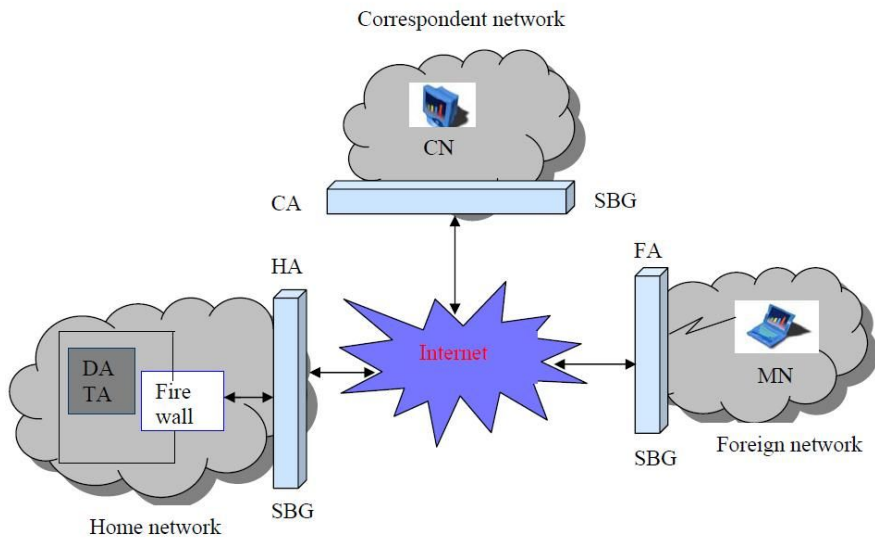 Correspondent network
CN
CA
SBG
HA
FA
Internet
DA
TA
Fire
wall
MN
SBG
Foreign network
SBG
Home network